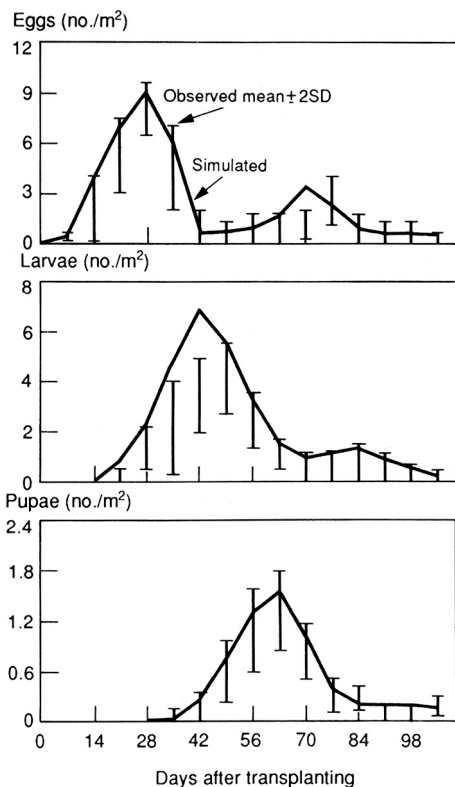 Eggs (no./m²)
12
9
6
3
0
Observed mean ± 2SD
Simulated
Larvae (no./m²)
8
6
4
2
0
Pupae (no./m²)
2.4
1.8
1.2
0.6
0
0 14 28 42 56 70 84 98
Days after transplanting